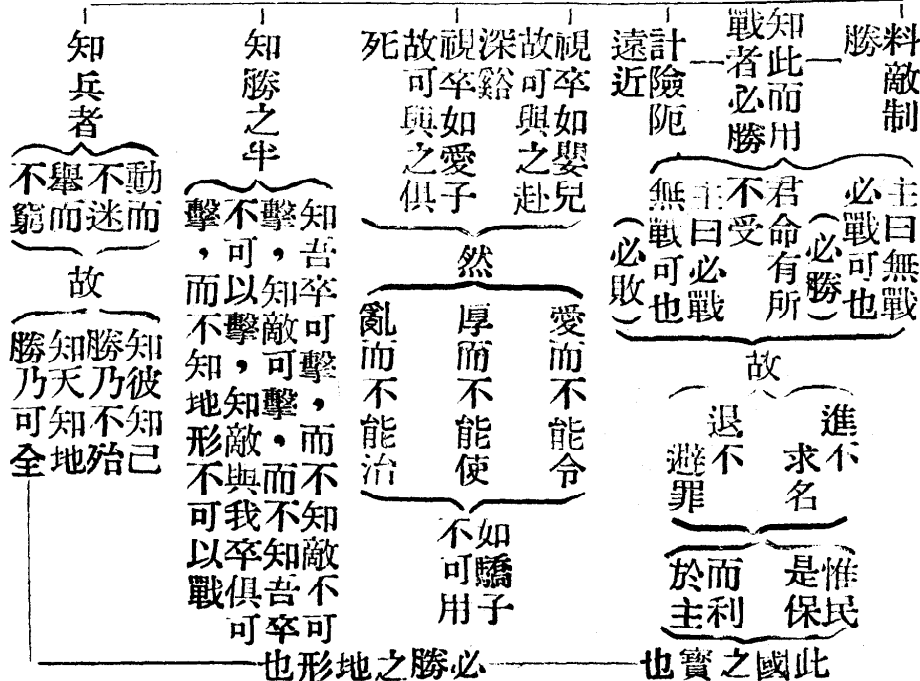 料敵制
勝
知此而用
戰者必勝
計險阨
遠近
主曰無戰
必戰可也
(必勝)
君命有所
不受
主曰必戰
無戰可也
(必敗)
故
進不
求名
退不
避罪
惟民
是保
而利
於主
此國之寶也
視卒如嬰兒
故可與之赴
深谿
視卒如愛子
故可與之俱
死
然
愛而不能令
厚而不能使
亂而不能治
如驕子
不可用
知勝之半
知吾卒可擊,而不知敵不可
擊,知敵可擊,而不知吾卒
不可以擊,知敵與我卒俱可
擊,而不知地形不可以戰
知兵者
動而
不迷
舉而
不窮
故
知彼知己
勝乃不殆
知天知地
勝乃可全
必勝之地形也